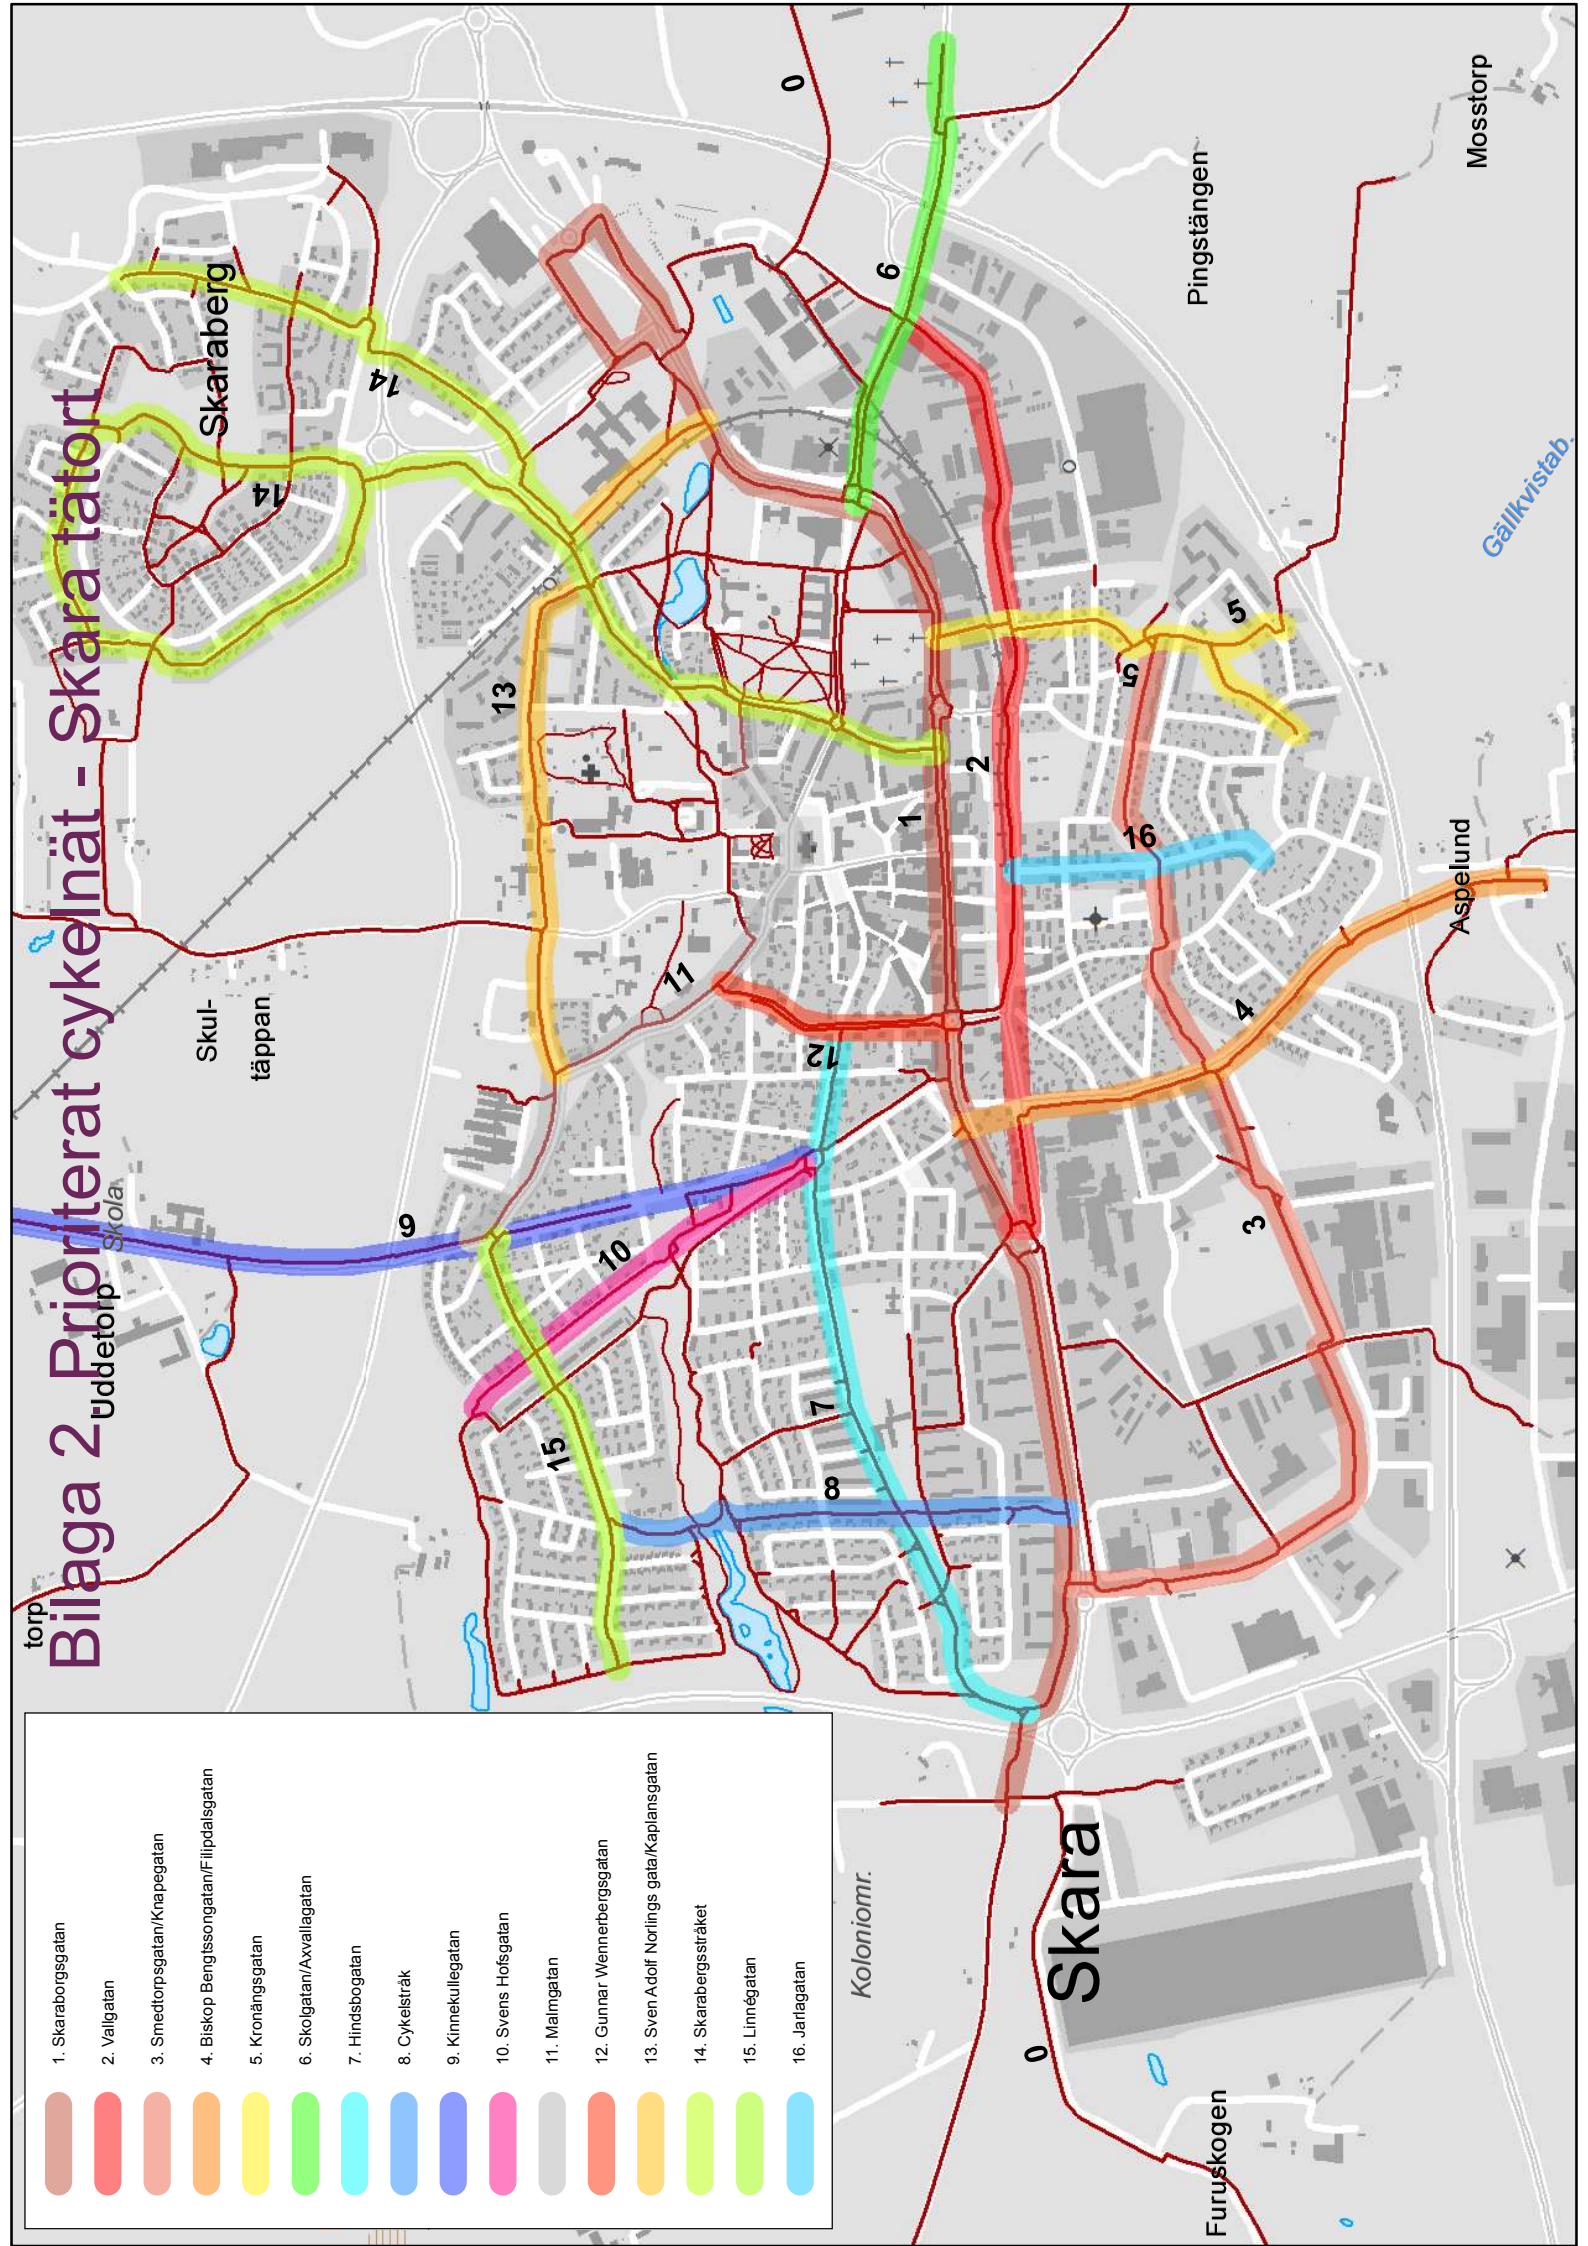 Bilaga 2. Prioriterat cykelnät - Skara tätort
1. Skaraborgsgatan
2. Vallgatan
3. Smedtorpsgatan/Knapegatan
4. Biskop Bengtssongatan/Filipdalsgatan
5. Kronängsgatan
6. Skolgatan/Axvallagatan
7. Hindsbogatan
8. Cykelstråk
9. Kinnekullegatan
10. Svens Hofsgatan
11. Malmgatan
12. Gunnar Wennerbergsgatan
13. Sven Adolf Norlings gata/Kaplansgatan
14. Skarabergsstråket
15. Linnégatan
16. Jarlagatan
torp
Uddetorp
Skola
Skul-
täppan
Skaraberg
14
14
13
9
10
11
15
12
8
7
6
0
1
2
5
5
16
4
3
Koloniomr.
Skara
0
Furuskogen
Aspelund
Pingstängen
Mosstorp
Gällkvistab.